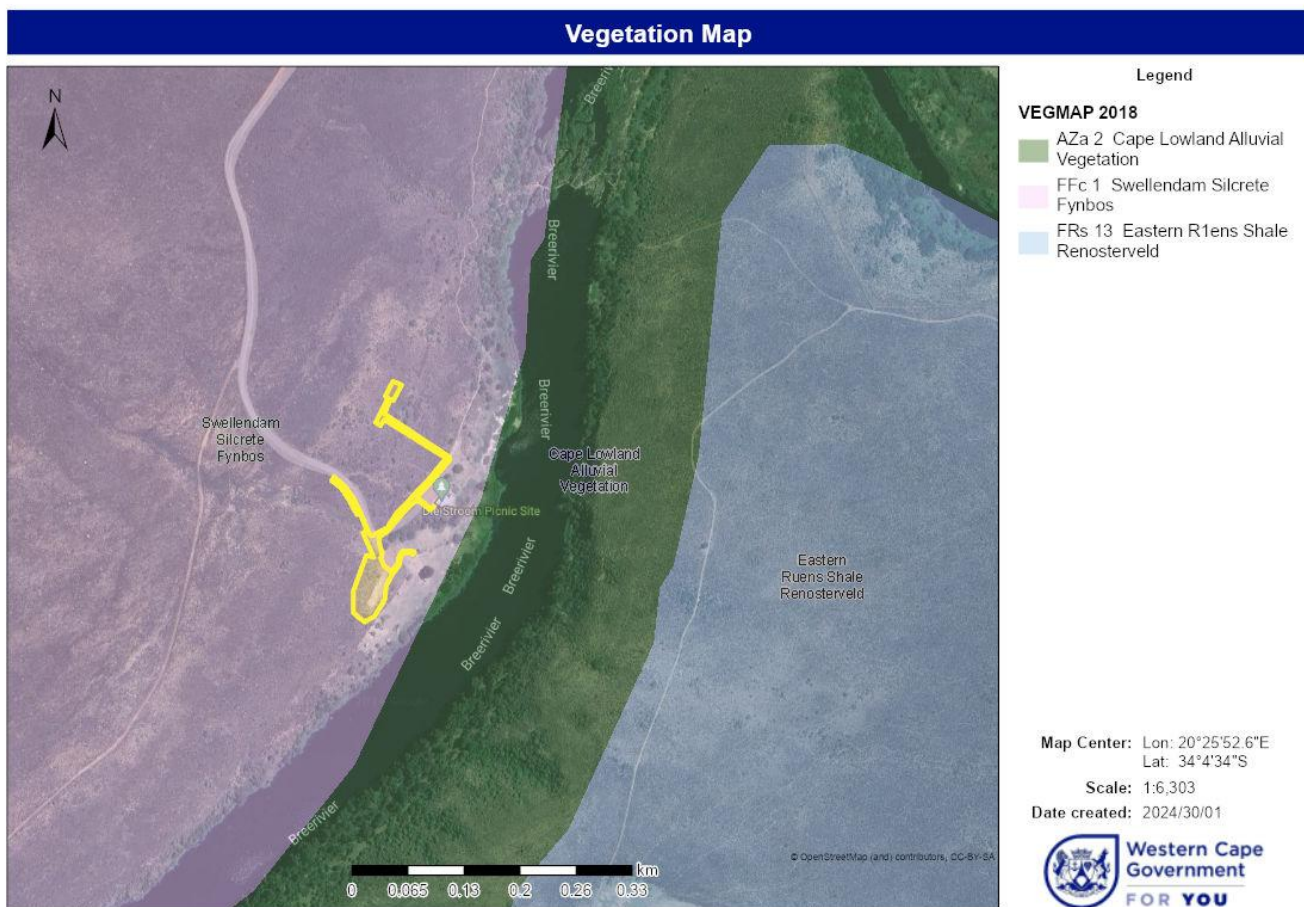 Vegetation Map
N
Breerivier
Breerivier
Breerivier
Swellendam
Silcrete
Fynbos
Cape Lowland
Alluvial
Vegetation
Die Stroom Picnic Site
Breerivier
Eastern
Ruens Shale
Renosterveld
Breerivier
Breerivier
km
0 0.065 0.13 0.2 0.26 0.33
© OpenStreetMap (and) contributors, CC-BY-SA
Legend
VEGMAP 2018
AZa 2 Cape Lowland Alluvial
Vegetation
FFc 1 Swellendam Silcrete
Fynbos
FRs 13 Eastern R1ens Shale
Renosterveld
Map Center: Lon: 20°25'52.6"E
Lat: 34°4'34"S
Scale: 1:6,303
Date created: 2024/30/01
Western Cape
Government
FOR YOU